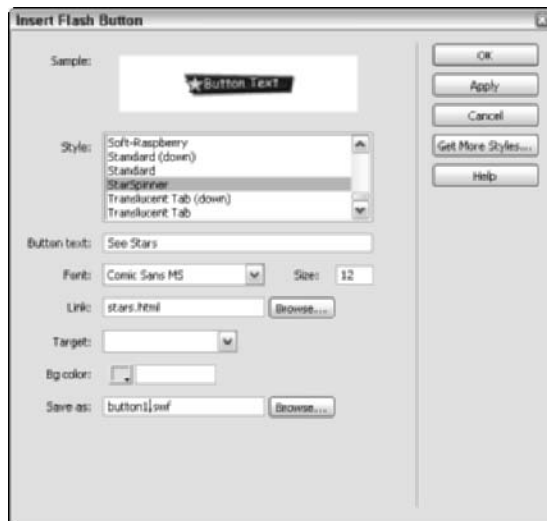 Insert Flash Button
Sample:
Button Text
Style:
Soft-Raspberry
Standard (down)
Standard
StarSpinner
Translucent Tab (down)
Translucent Tab
Button text: See Stars
Font: Comic Sans MS Size: 12
Link: stars.html Browse...
Target:
Bg color:
Save as: button1.swf Browse...
OK
Apply
Cancel
Get More Styles...
Help